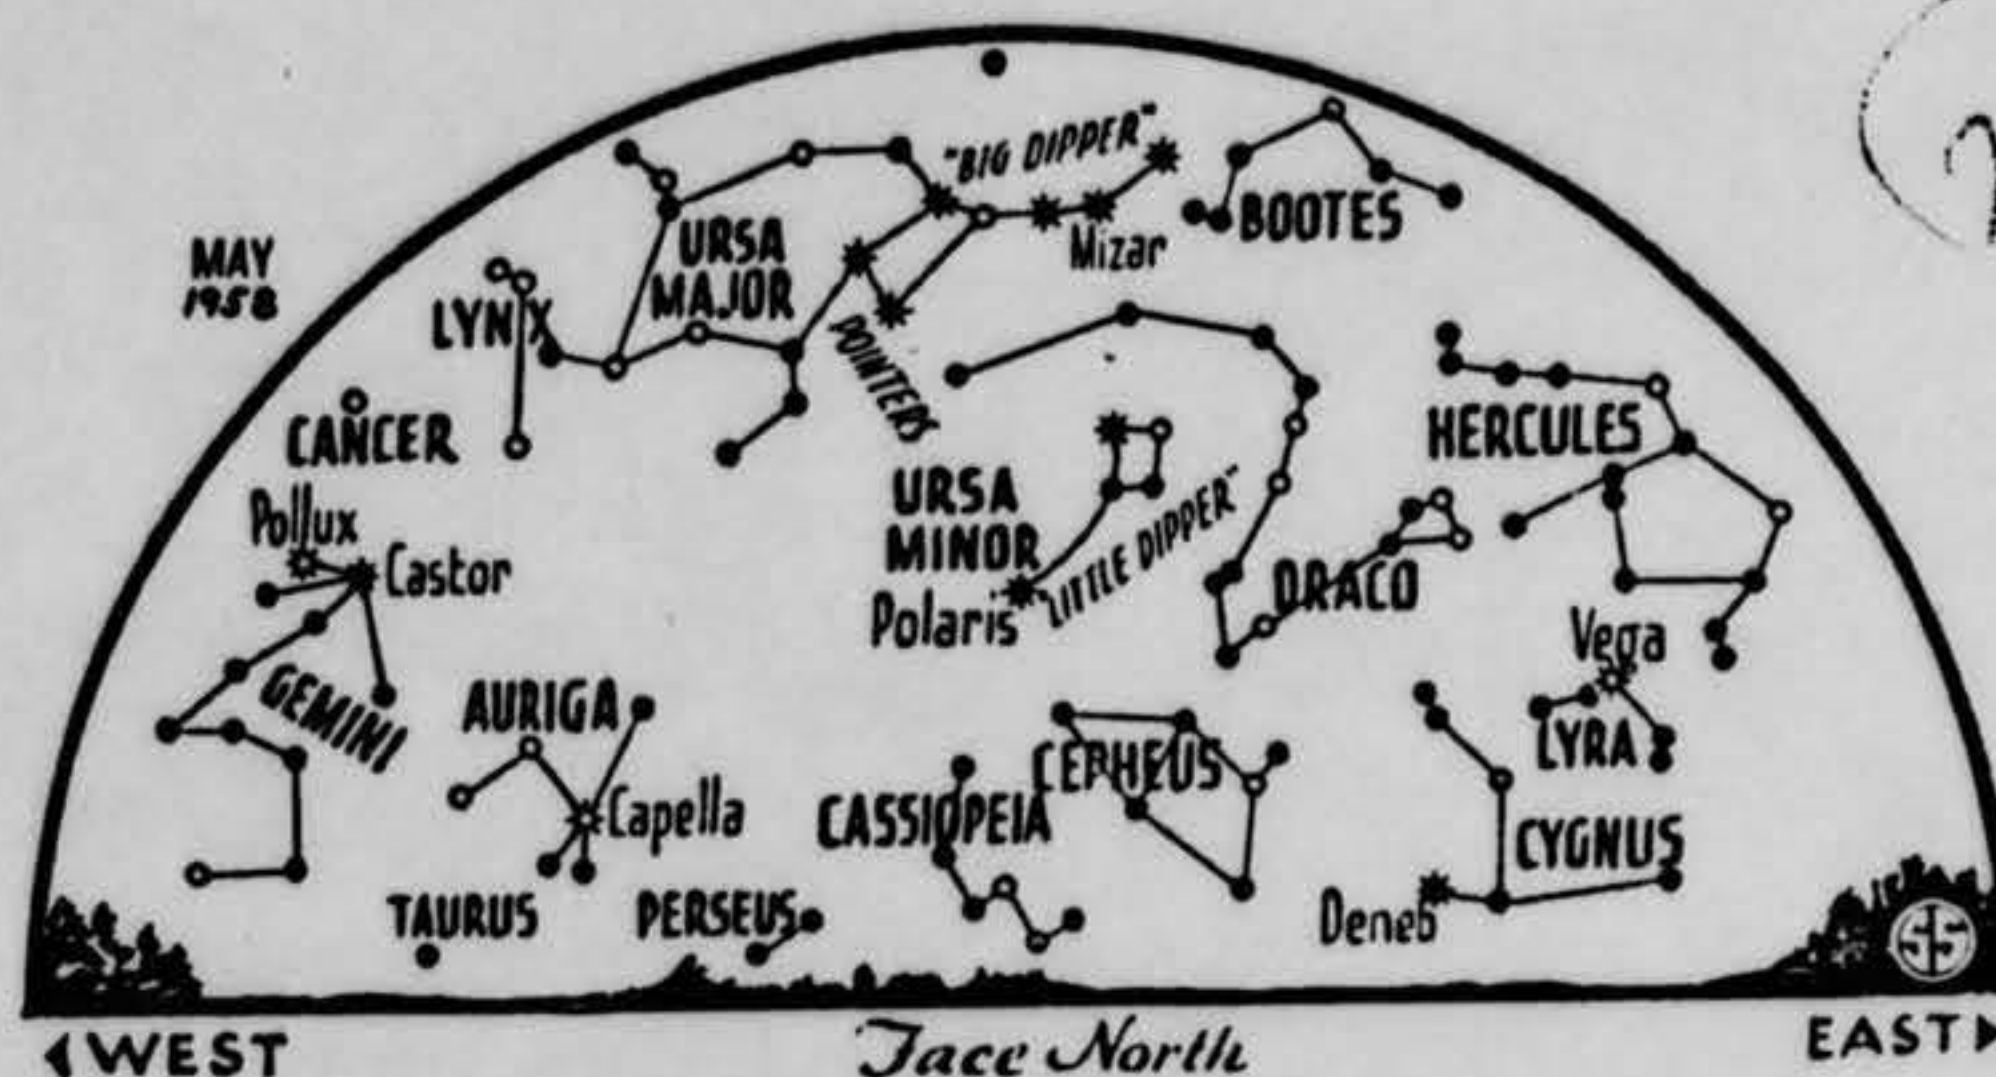 "BIG DIPPER"
URSA
MAJOR
Mizar
BOOTES
MAY
1958
LYNX
POINTERS
CANCER
HERCULES
Pollux
Castor
URSA
MINOR
"LITTLE DIPPER"
Polaris
DRACO
Vega
GEMINI
AURIGA
LYRA
CEPHEUS
Capella
CASSIOPEIA
CYGNUS
TAURUS
PERSEUS
Deneb
◀WEST
Face North
EAST▶